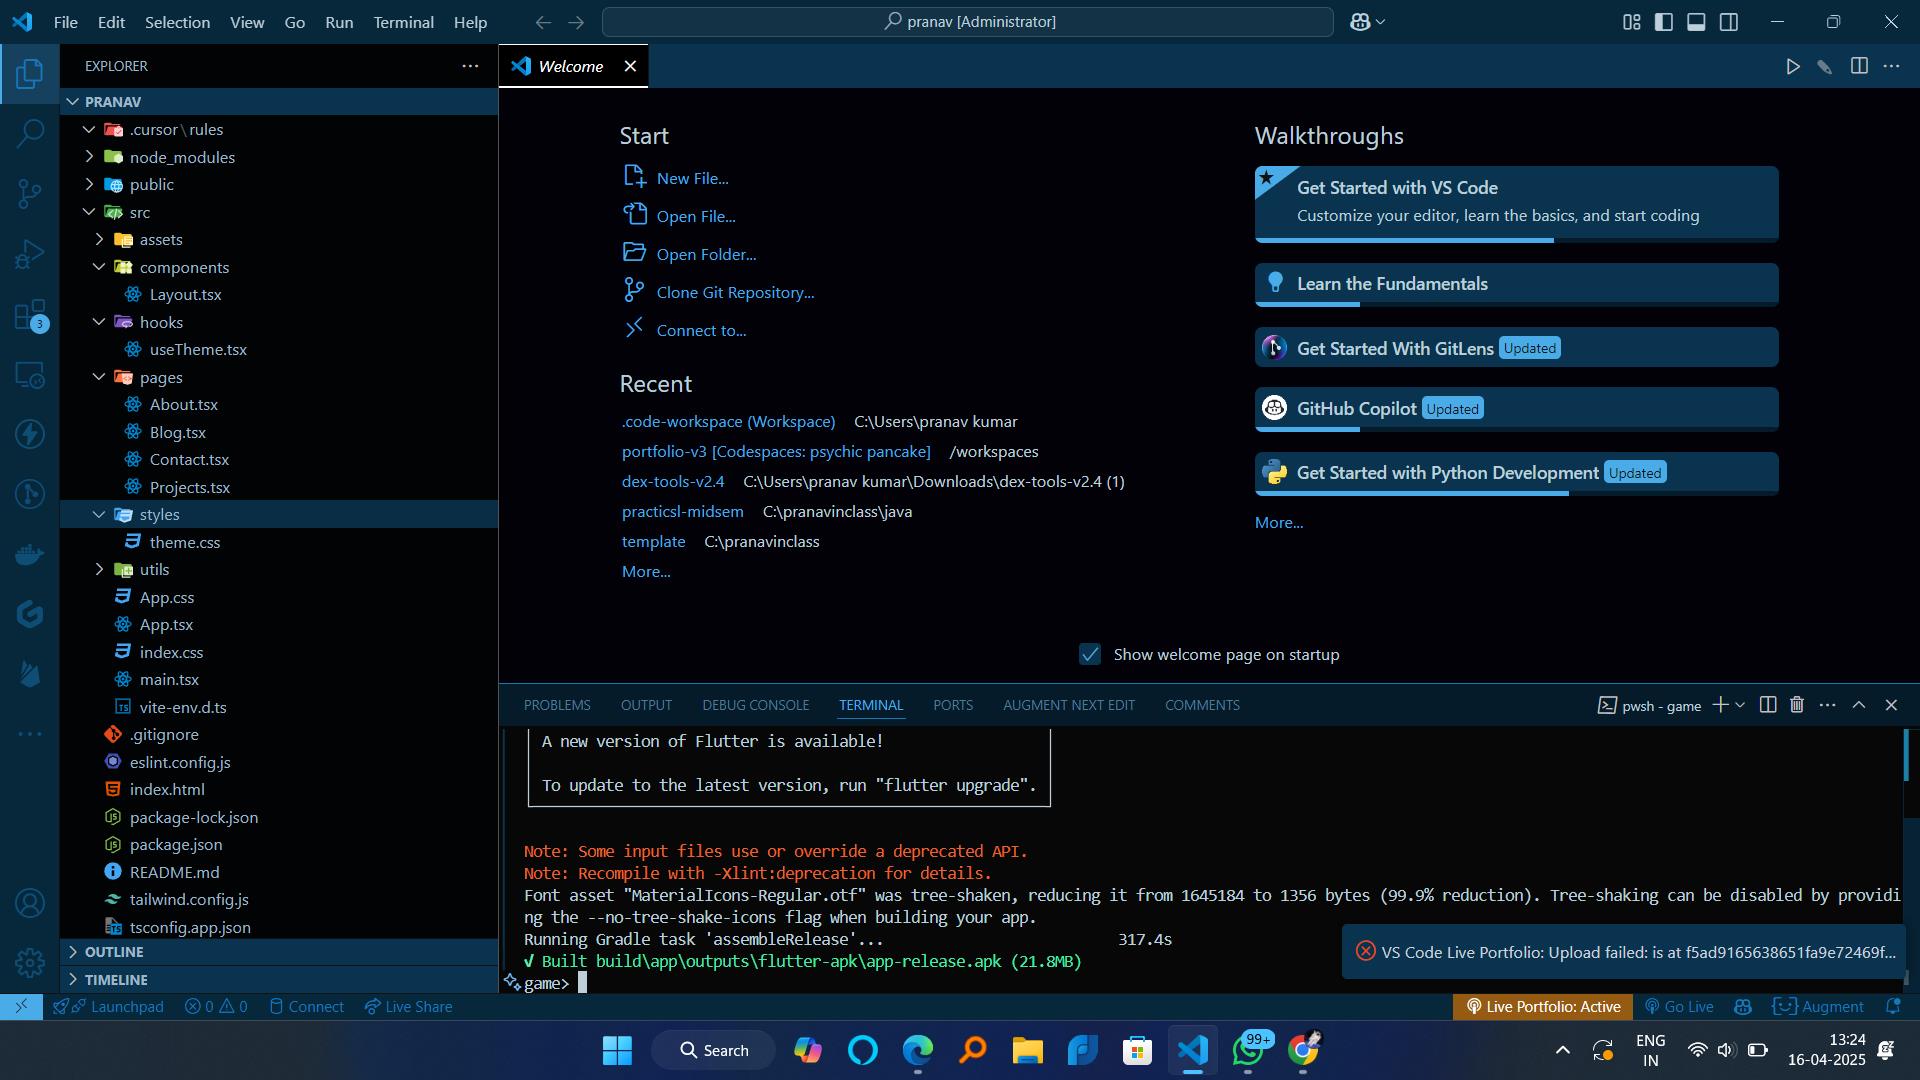 File Edit Selection View Go Run Terminal Help
pranav [Administrator]
EXPLORER
PRANAV
.cursor\rules
node_modules
public
src
assets
components
Layout.tsx
hooks
useTheme.tsx
pages
About.tsx
Blog.tsx
Contact.tsx
Projects.tsx
styles
theme.css
utils
App.css
App.tsx
index.css
main.tsx
TS vite-env.d.ts
.gitignore
eslint.config.js
index.html
package-lock.json
package.json
README.md
tailwind.config.js
tsconfig.app.json
OUTLINE
TIMELINE
3
Welcome
Start
New File...
Open File...
Open Folder...
Clone Git Repository...
Connect to...
Recent
.code-workspace (Workspace) C:\Users\pranav kumar
portfolio-v3 [Codespaces: psychic pancake] /workspaces
dex-tools-v2.4 C:\Users\pranav kumar\Downloads\dex-tools-v2.4 (1)
practicsl-midsem C:\pranavinclass\java
template C:\pranavinclass
More...
Walkthroughs
Get Started with VS Code
Customize your editor, learn the basics, and start coding
Learn the Fundamentals
Get Started With GitLens Updated
GitHub Copilot Updated
Get Started with Python Development Updated
More...
Show welcome page on startup
PROBLEMS OUTPUT DEBUG CONSOLE TERMINAL PORTS AUGMENT NEXT EDIT COMMENTS
pwsh - game
A new version of Flutter is available!
To update to the latest version, run "flutter upgrade".
Note: Some input files use or override a deprecated API.
Note: Recompile with -Xlint:deprecation for details.
Font asset "MaterialIcons-Regular.otf" was tree-shaken, reducing it from 1645184 to 1356 bytes (99.9% reduction). Tree-shaking can be disabled by providi
ng the --no-tree-shake-icons flag when building your app.
Running Gradle task 'assembleRelease'... 317.4s
√ Built build\app\outputs\flutter-apk\app-release.apk (21.8MB)
game>
VS Code Live Portfolio: Upload failed: is at f5ad9165638651fa9e72469f...
Launchpad 0 0 Connect Live Share
Live Portfolio: Active Go Live Augment
Search
99+
ENG
IN
13:24
16-04-2025